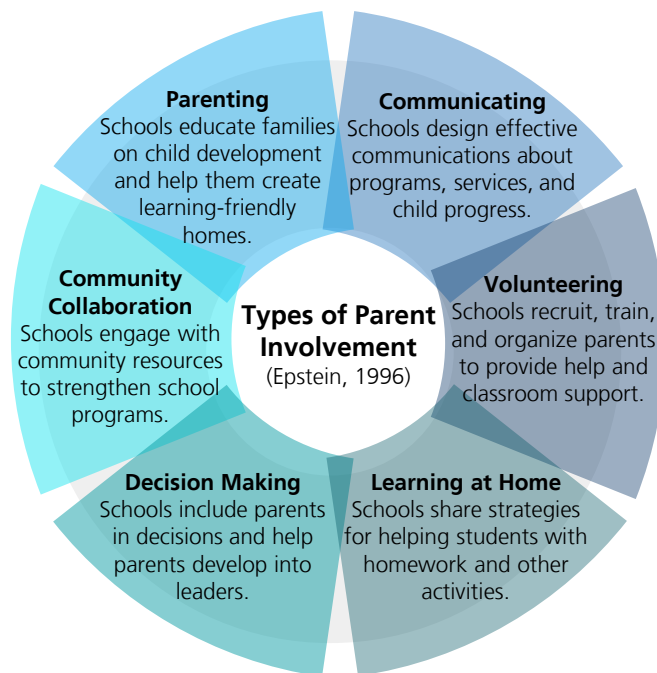 Parenting
Schools educate families
on child development
and help them create
learning-friendly
homes.
Communicating
Schools design effective
communications about
programs, services, and
child progress.
Volunteering
Schools recruit, train,
and organize parents
to provide help and
classroom support.
Learning at Home
Schools share strategies
for helping students with
homework and other
activities.
Decision Making
Schools include parents
in decisions and help
parents develop into
leaders.
Community
Collaboration
Schools engage with
community resources
to strengthen school
programs.
Types of Parent
Involvement
(Epstein, 1996)